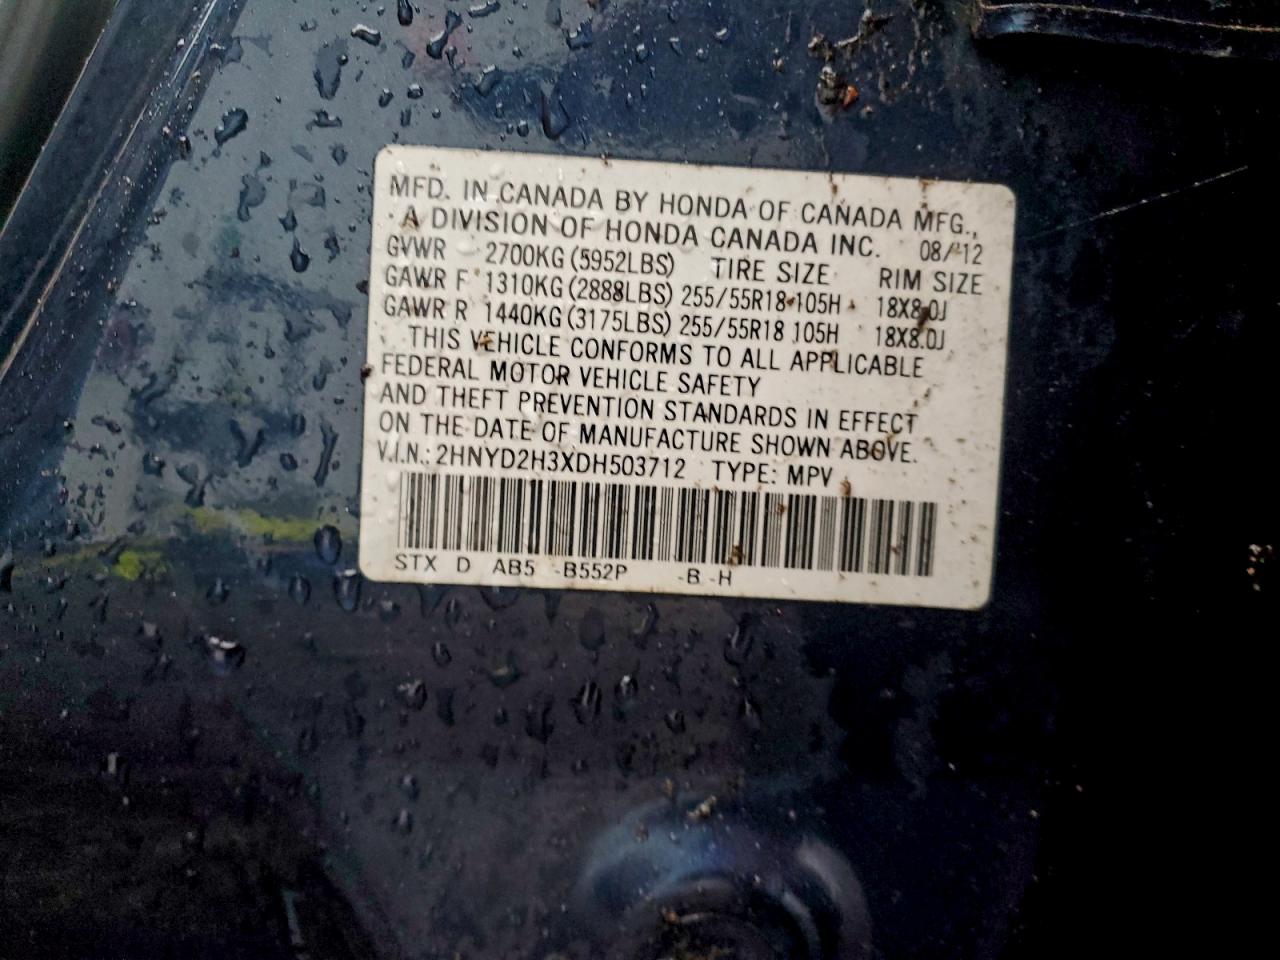 MFD. IN CANADA BY HONDA OF CANADA MFG.,
A DIVISION OF HONDA CANADA INC. 08/'12
GVWR 2700KG (5952LBS) TIRE SIZE RIM SIZE
GAWR F 1310KG (2888LBS) 255/55R18 105H 18X8.0J
GAWR R 1440KG (3175LBS) 255/55R18 105H 18X8.0J
THIS VEHICLE CONFORMS TO ALL APPLICABLE
FEDERAL MOTOR VEHICLE SAFETY
AND THEFT PREVENTION STANDARDS IN EFFECT
ON THE DATE OF MANUFACTURE SHOWN ABOVE.
V.I.N.: 2HNYD2H3XDH503712 TYPE: MPV
STX D AB5 -B552P -B -H